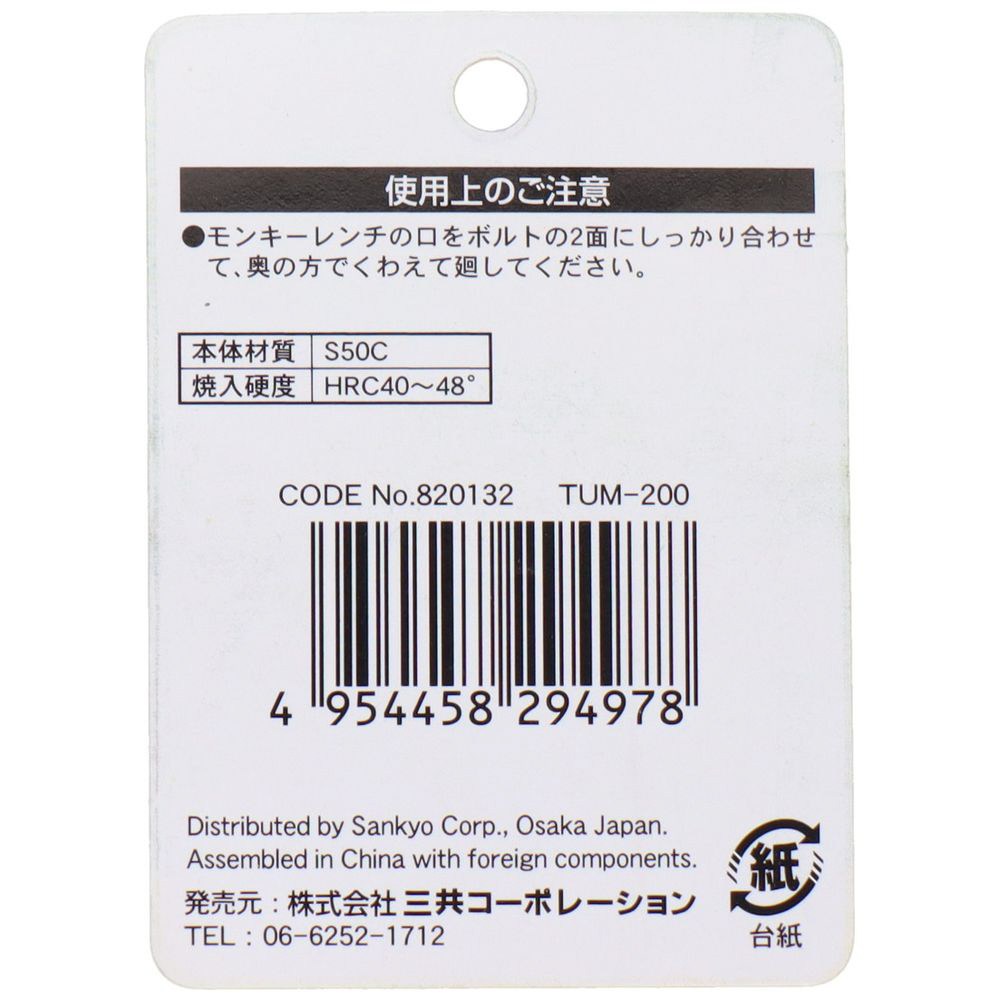 使用上のご注意
●モンキーレンチの口をボルトの2面にしっかり合わせ
て、奥の方でくわえて廻してください。
本体材質 S50C
焼入硬度 HRC40～48°
CODE No.820132 TUM-200
4 954458 294978
Distributed by Sankyo Corp., Osaka Japan.
Assembled in China with foreign components.
発売元：株式会社 三共コーポレーション
TEL：06-6252-1712
紙
台紙